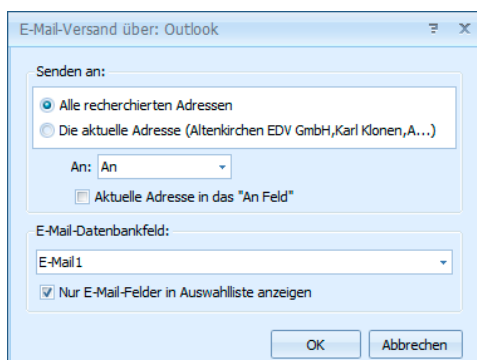 E-Mail-Versand über: Outlook
Senden an:
Alle recherchierten Adressen
Die aktuelle Adresse (Altenkirchen EDV GmbH,Karl Klonen,A...)
An: An
Aktuelle Adresse in das "An Feld"
E-Mail-Datenbankfeld:
E-Mail1
Nur E-Mail-Felder in Auswahlliste anzeigen
OK Abbrechen